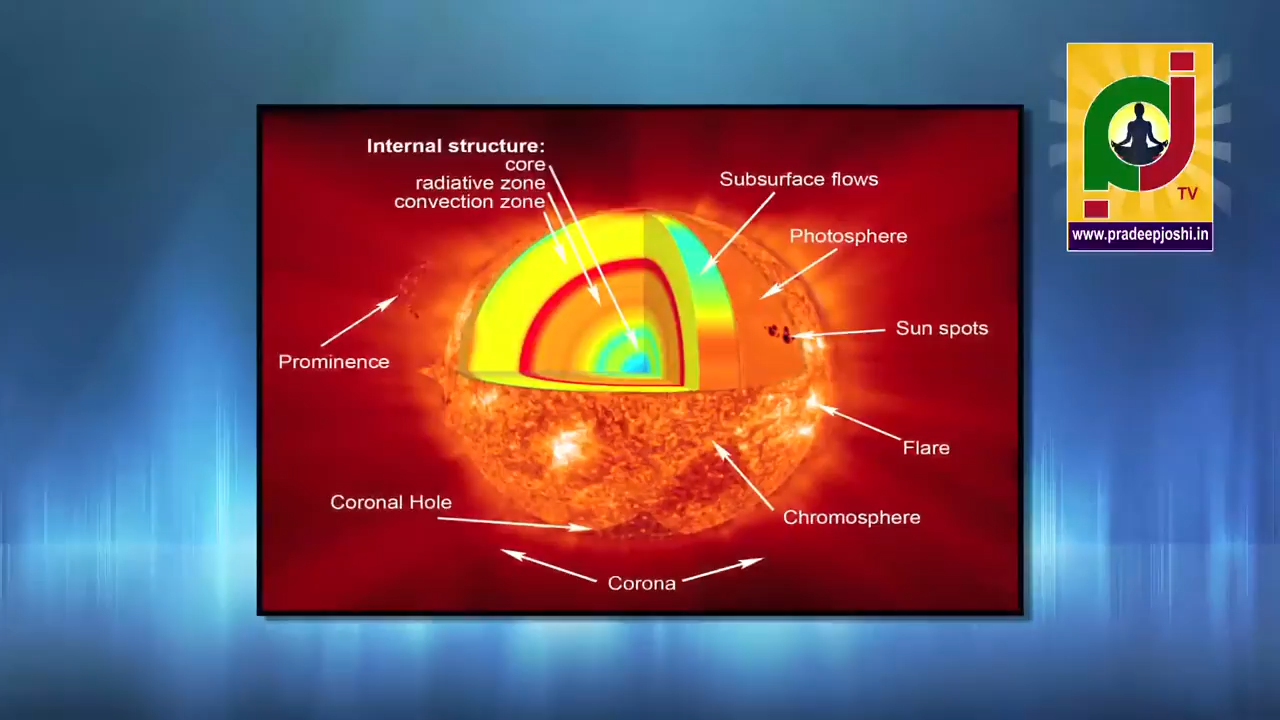 Internal structure:
core
radiative zone
convection zone
Subsurface flows
Photosphere
Sun spots
Prominence
Flare
Coronal Hole
Chromosphere
Corona
pj
TV
www.pradeepjoshi.in